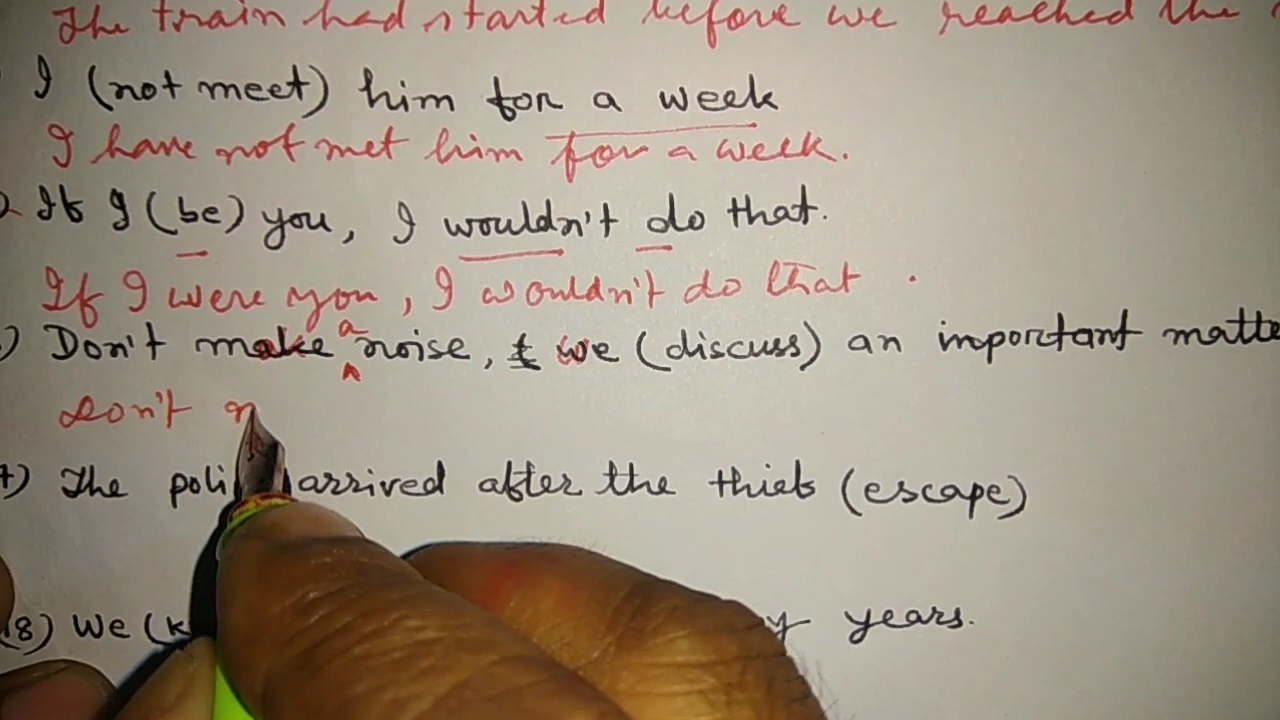 The train had started before we reached the
I (not meet) him for a week
I have not met him for a week.
If I (be) you, I wouldn't do that.
If I were you, I wouldn't do that.
Don't make a noise, we (discuss) an important matte
Don't
7) The poli arrived after the thief (escape)
18) We (k y years.